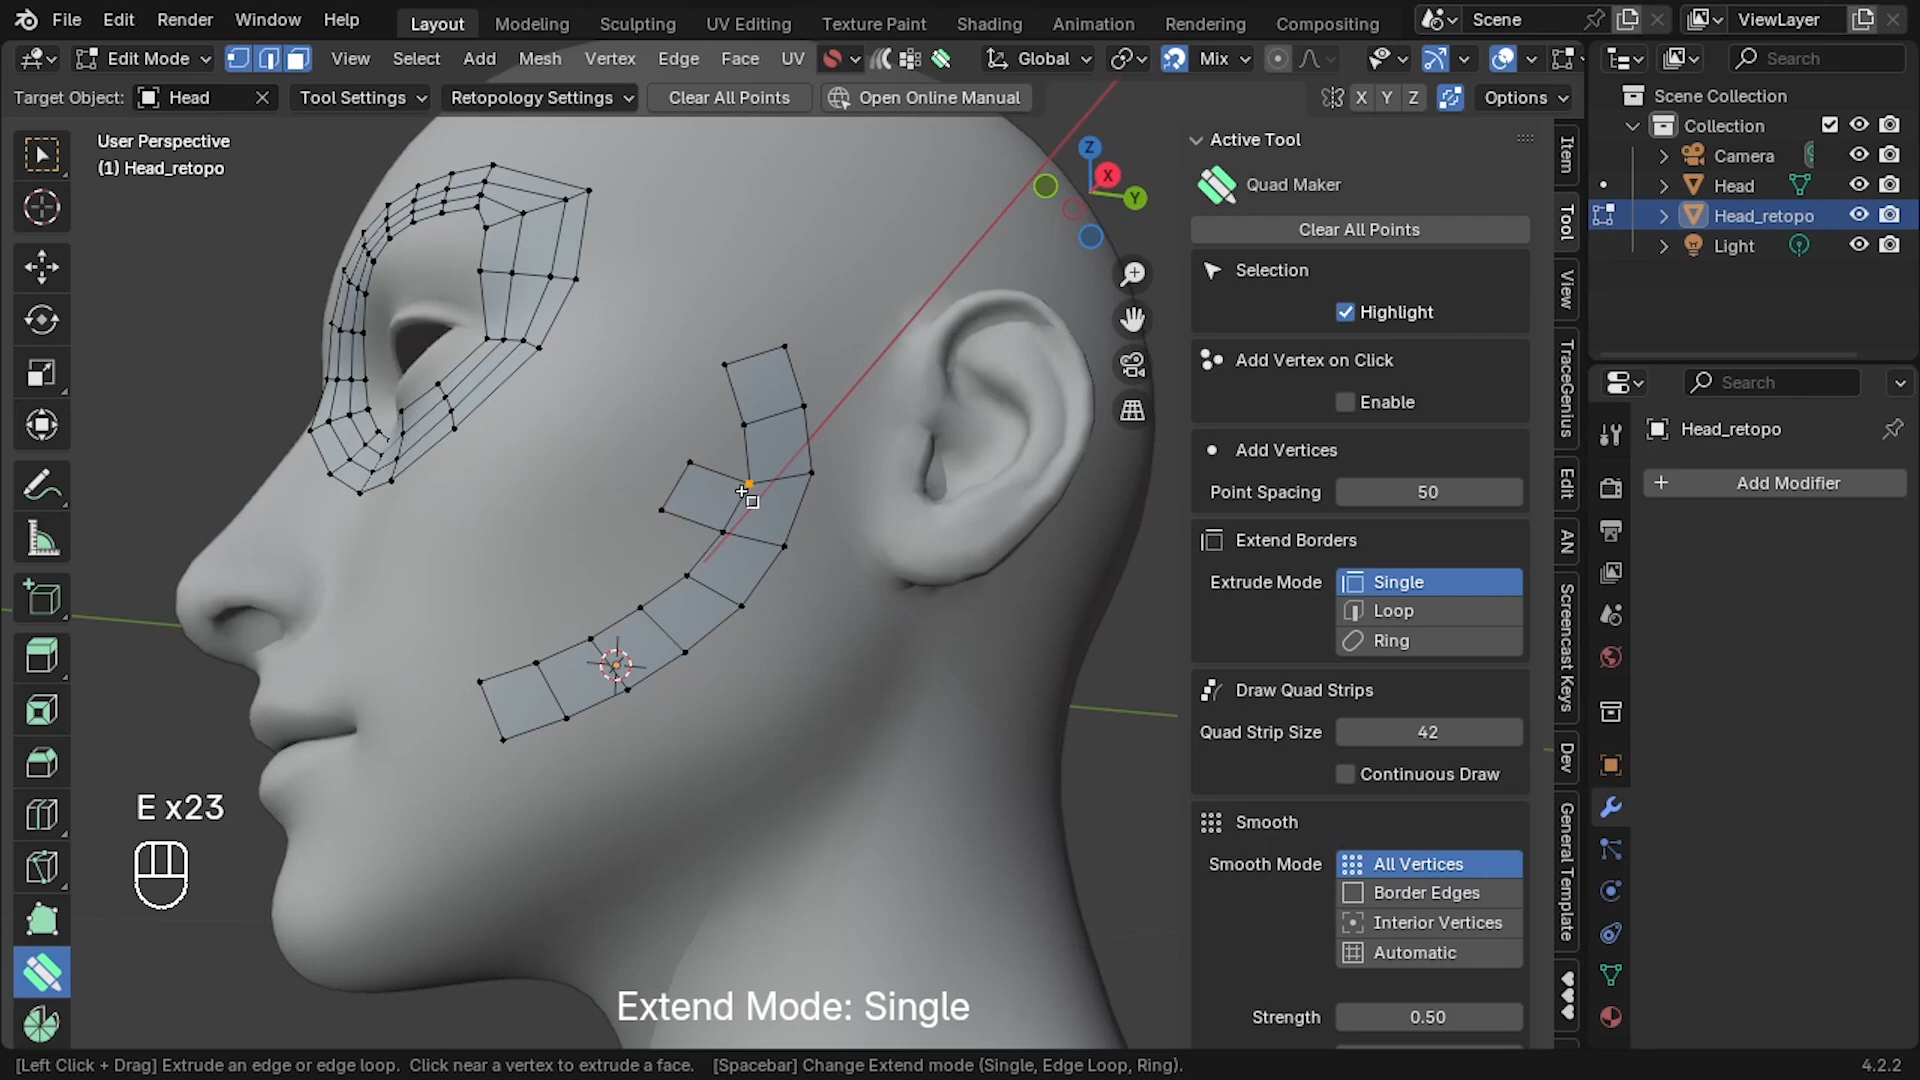 File Edit Render Window Help Layout Modeling Sculpting UV Editing Texture Paint Shading Animation Rendering Compositing Scene ViewLayer
Edit Mode View Select Add Mesh Vertex Edge Face UV Global Mix Search
Target Object: Head Tool Settings Retopology Settings Clear All Points Open Online Manual X Y Z Options
Scene Collection
Collection
Camera
Head
Head_retopo
Light
User Perspective
(1) Head_retopo
Z
X
Y
Active Tool
Quad Maker
Clear All Points
Selection
Highlight
Add Vertex on Click
Enable
Add Vertices
Point Spacing 50
Extend Borders
Extrude Mode Single
Loop
Ring
Draw Quad Strips
Quad Strip Size 42
Continuous Draw
Smooth
Smooth Mode All Vertices
Border Edges
Interior Vertices
Automatic
Strength 0.50
Item
Tool
View
TraceGenius
Edit
AN
Screencast Keys
Dev
General Template
Search
Head_retopo
Add Modifier
E x23
Extend Mode: Single
[Left Click + Drag] Extrude an edge or edge loop. Click near a vertex to extrude a face. [Spacebar] Change Extend mode (Single, Edge Loop, Ring). 4.2.2